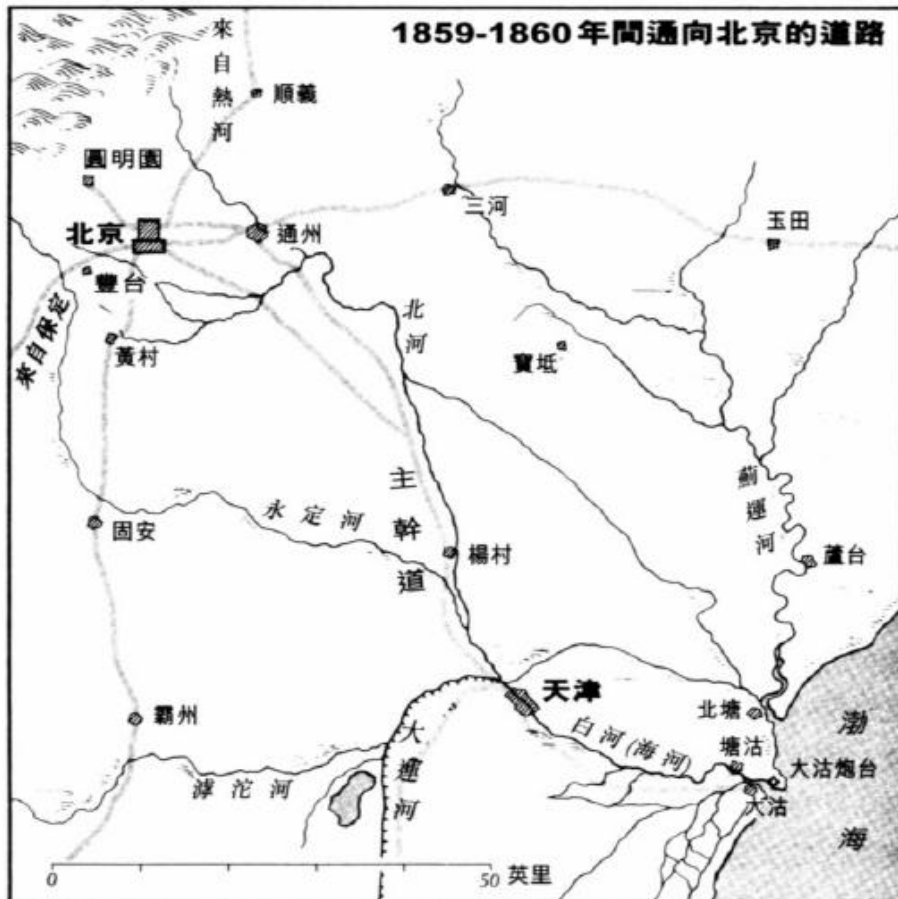 1859-1860年間通向北京的道路
來自熱河
順義
圓明園
三河
北京
通州
玉田
豐台
來自保定
北河
黃村
寶坻
主幹道
薊運河
永定河
固安
楊村
蘆台
天津
北塘
渤海
霸州
大運河
白河(海河)
塘沽
大沽炮台
滹沱河
大沽
0
50
英里